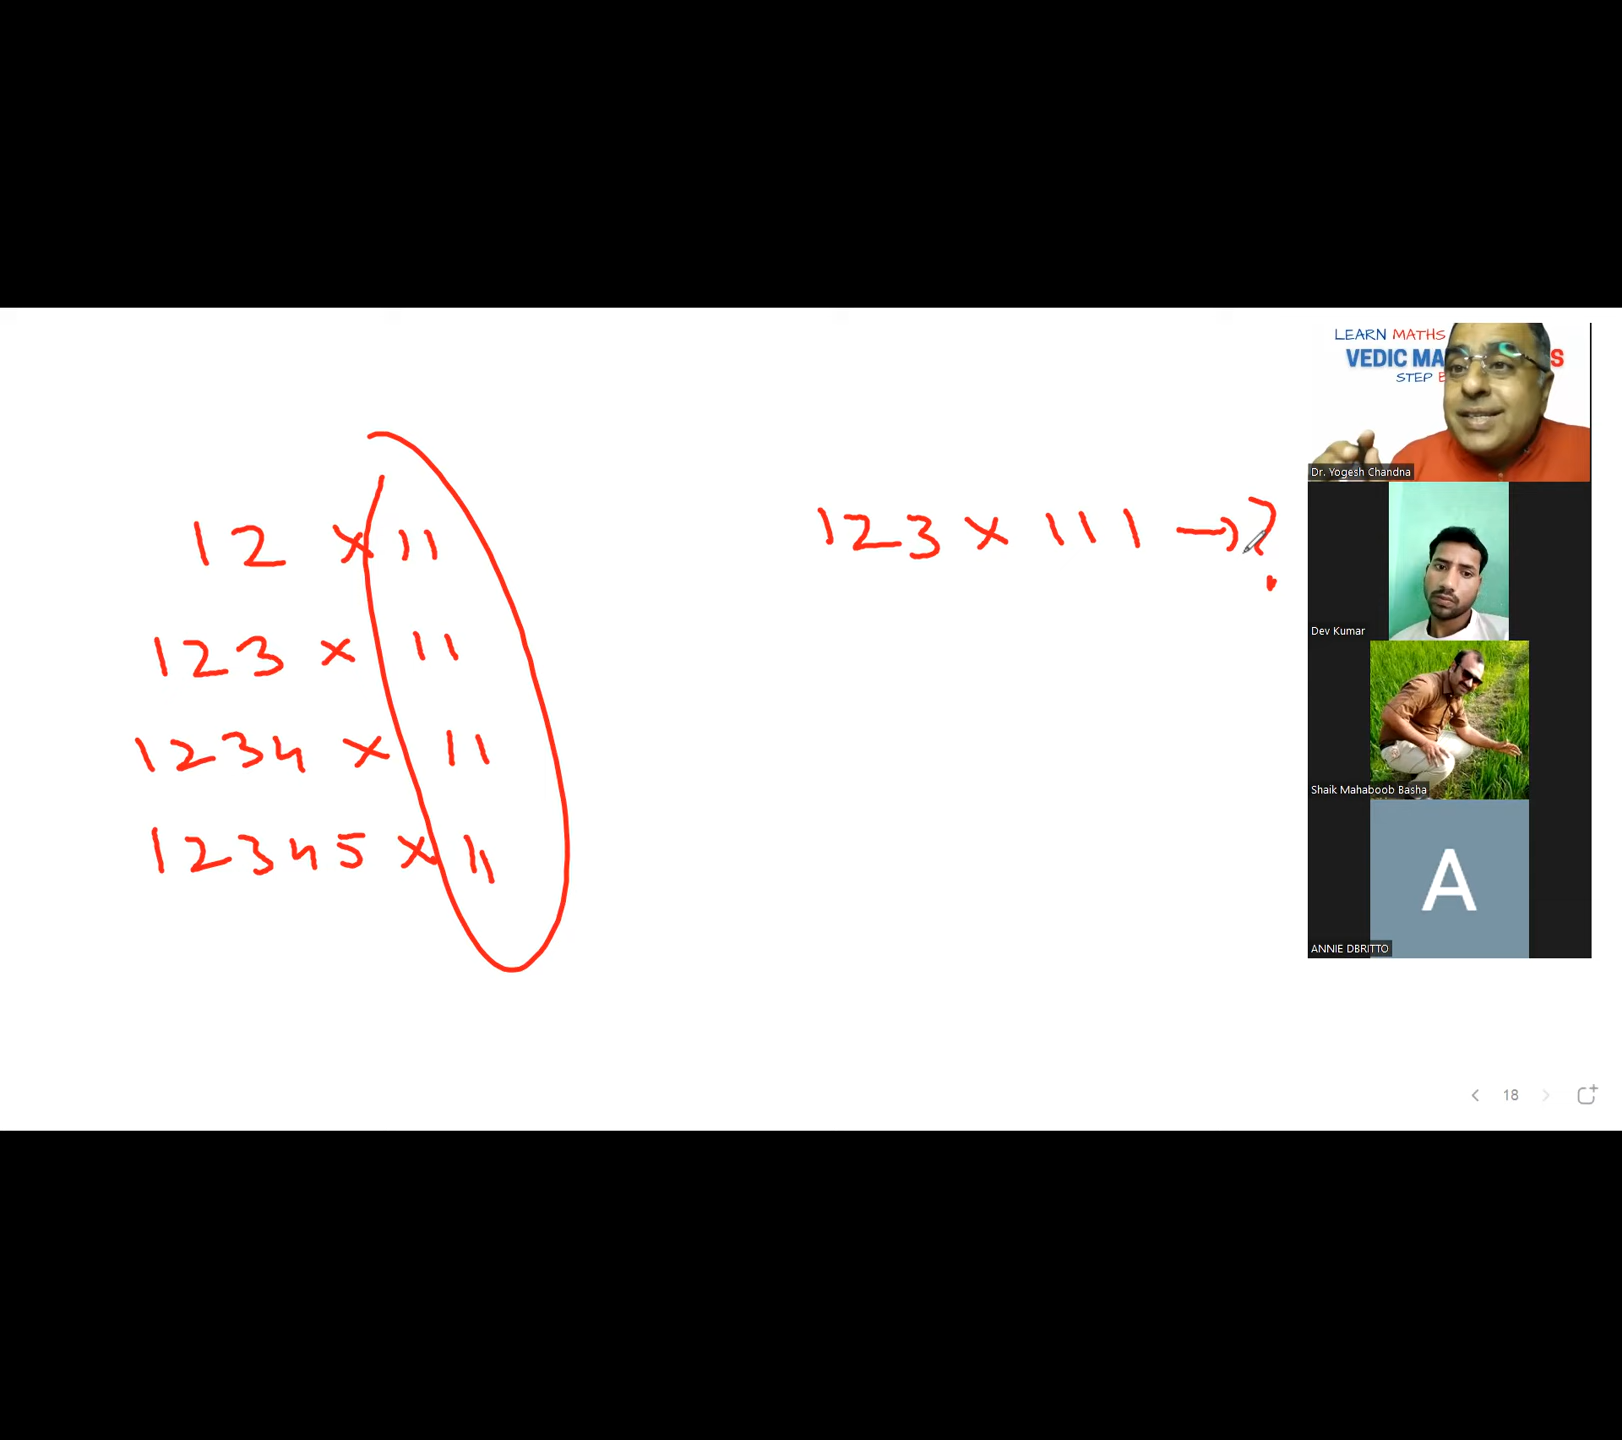 12 × 11
123 × 11
1234 × 11
12345 × 11
123 × 111 → ?
LEARN MATHS
VEDIC MA S
STEP
Dr. Yogesh Chandna
Dev Kumar
Shaik Mahaboob Basha
A
ANNIE DBRITTO
18